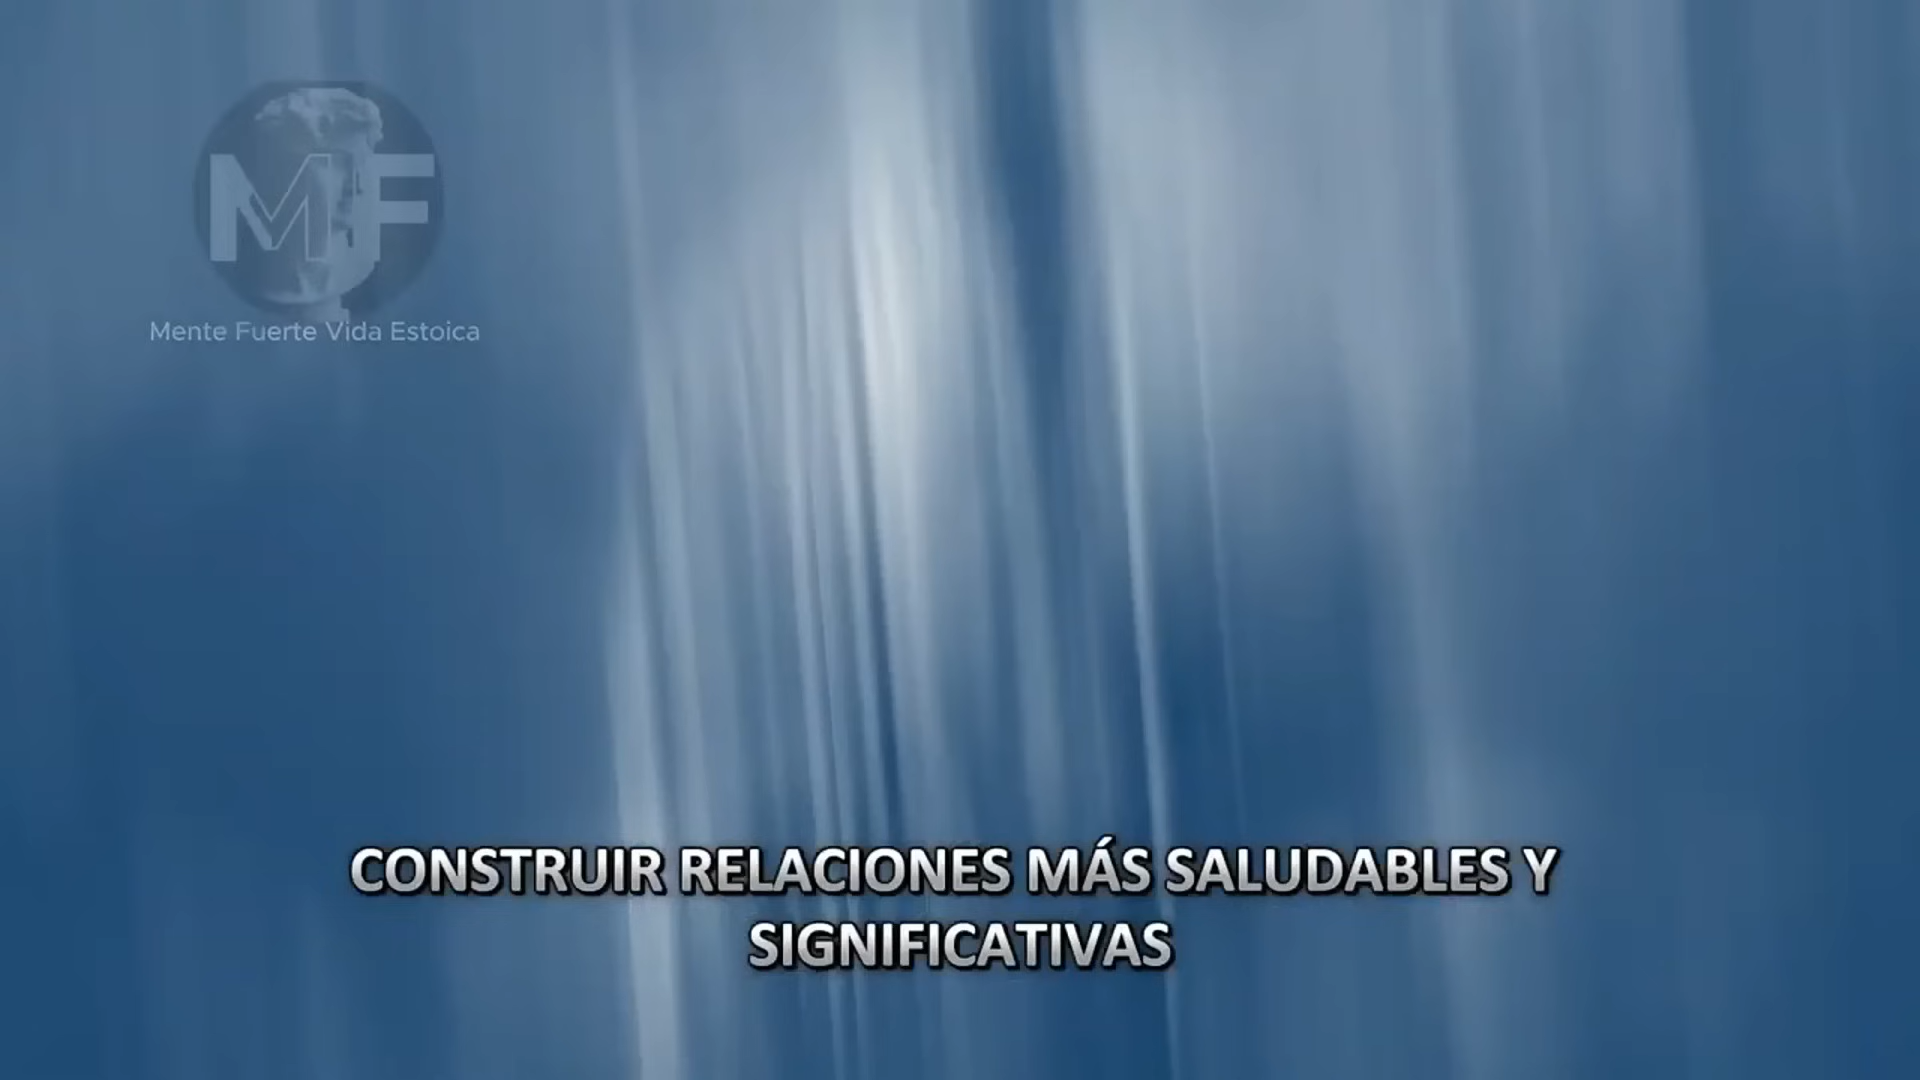 MF
Mente Fuerte Vida Estoica
CONSTRUIR RELACIONES MÁS SALUDABLES Y
SIGNIFICATIVAS